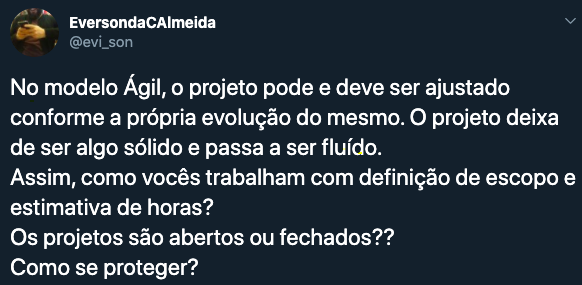 EversondaCAlmeida
@evi_son
No modelo Ágil, o projeto pode e deve ser ajustado
conforme a própria evolução do mesmo. O projeto deixa
de ser algo sólido e passa a ser fluído.
Assim, como vocês trabalham com definição de escopo e
estimativa de horas?
Os projetos são abertos ou fechados??
Como se proteger?